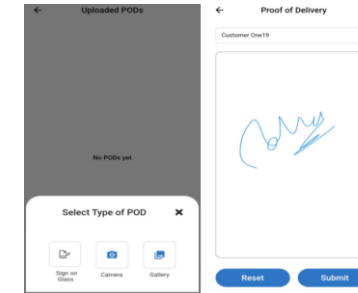 Uploaded PODs
No PODs yet
Select Type of POD
Sign on
Glass
Camera
Gallery
Proof of Delivery
Customer One19
Reset
Submit